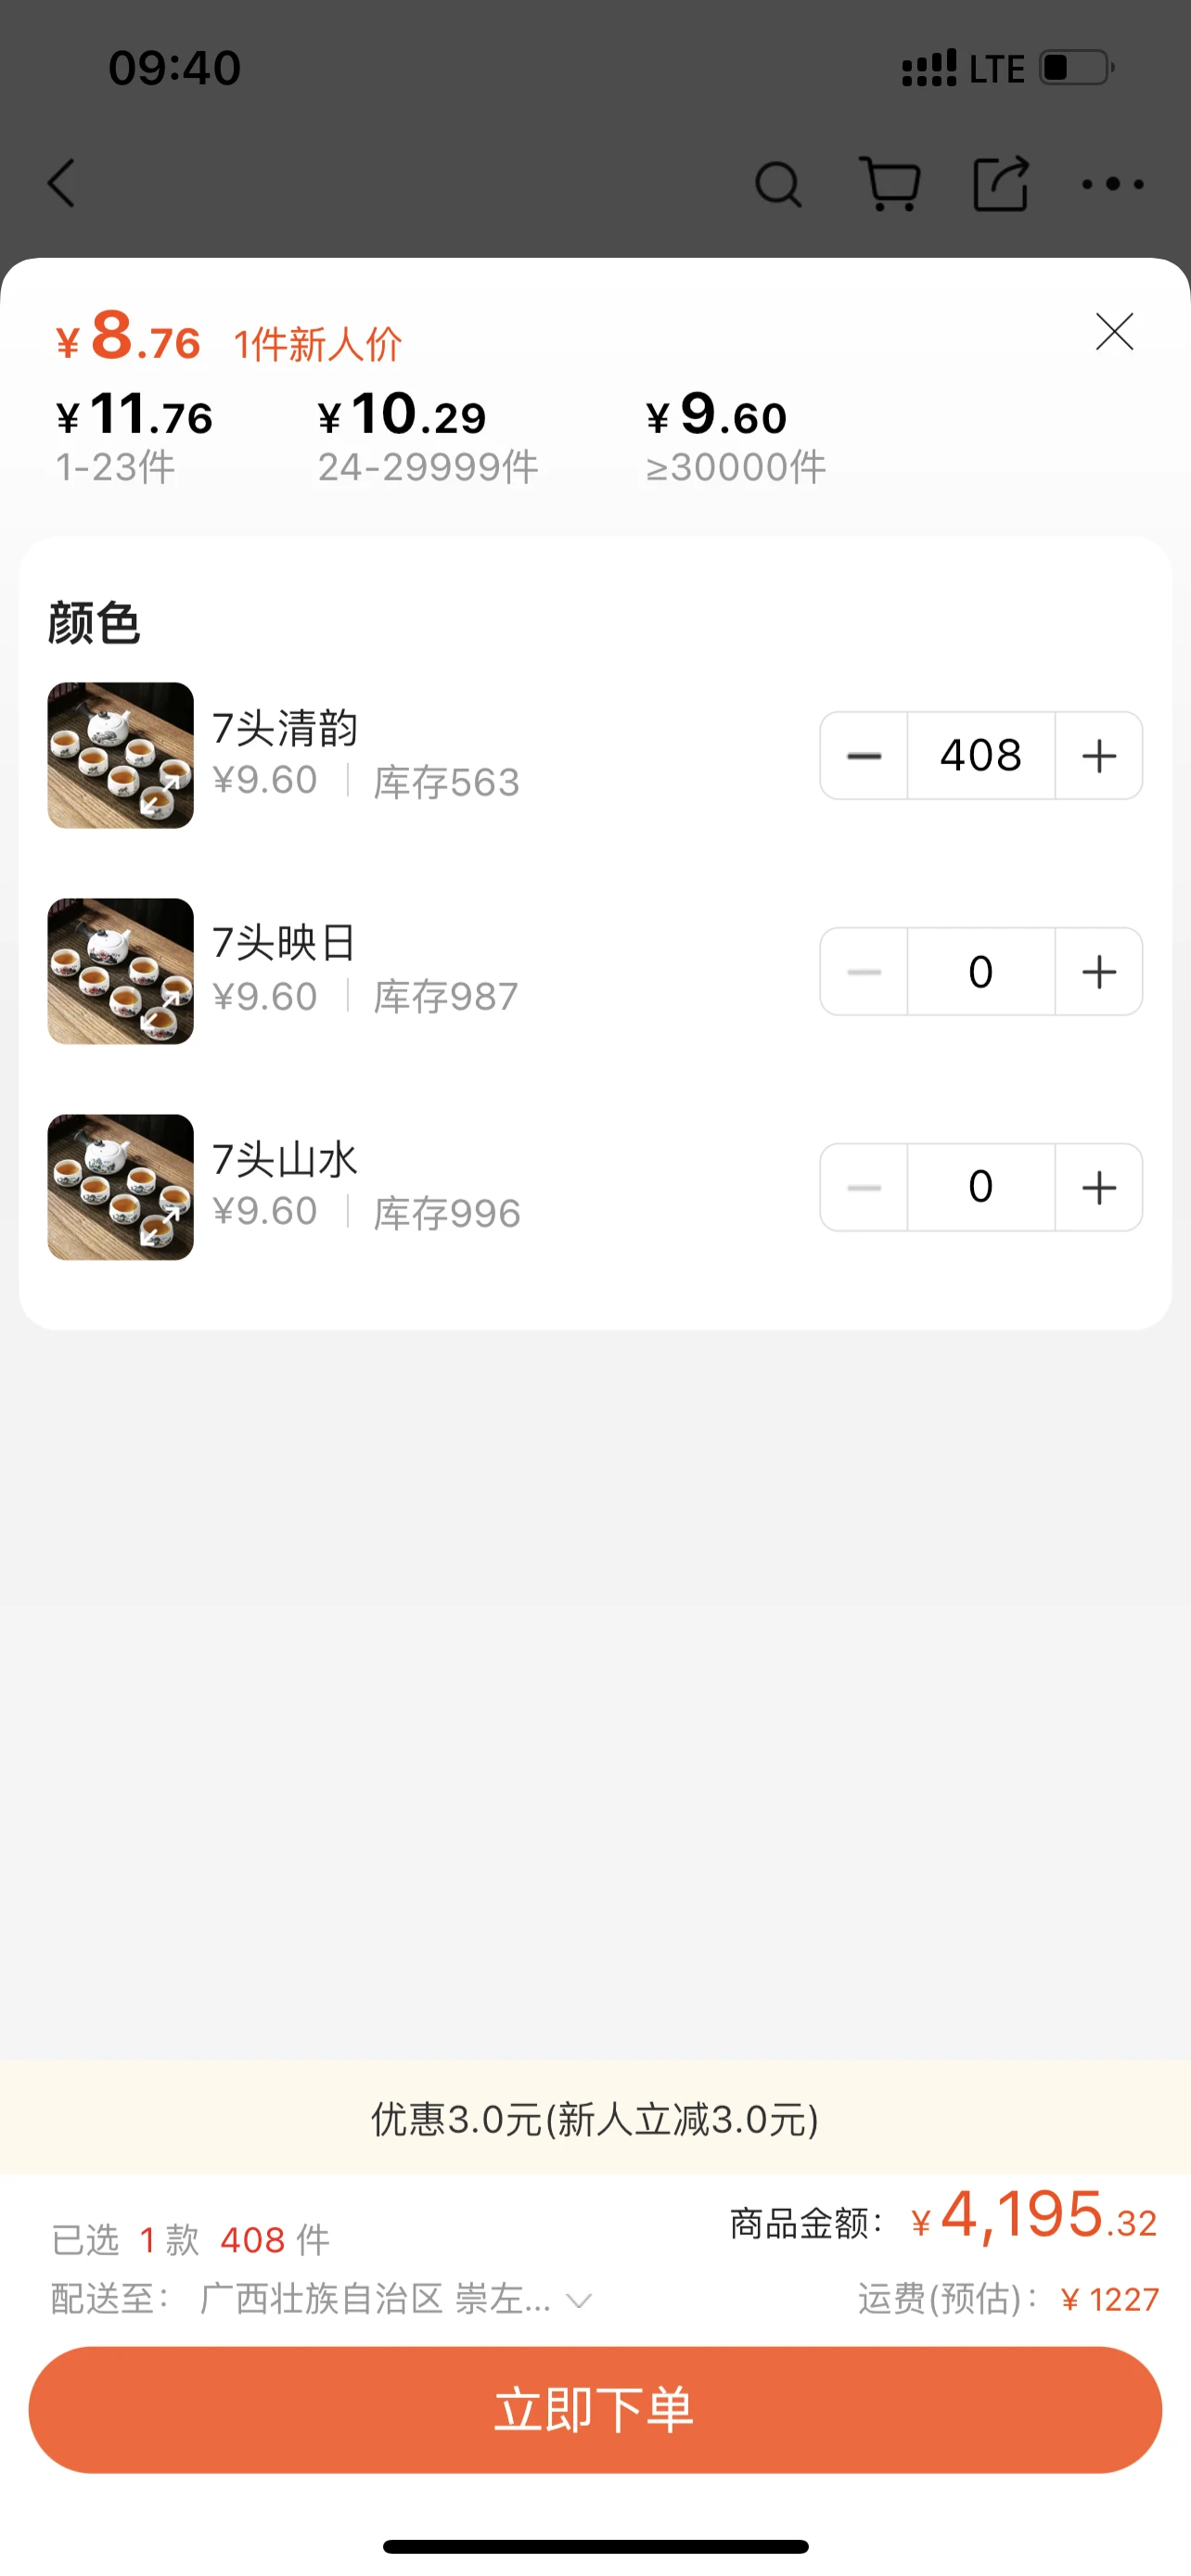 09:40 LTE
¥8.76 1件新人价
¥11.76 ¥10.29 ¥9.60
1-23件 24-29999件 ≥30000件
颜色
7头清韵
¥9.60 库存563
408
7头映日
¥9.60 库存987
0
7头山水
¥9.60 库存996
0
优惠3.0元(新人立减3.0元)
已选 1 款 408 件 商品金额: ¥4,195.32
配送至: 广西壮族自治区 崇左... 运费(预估): ¥1227
立即下单